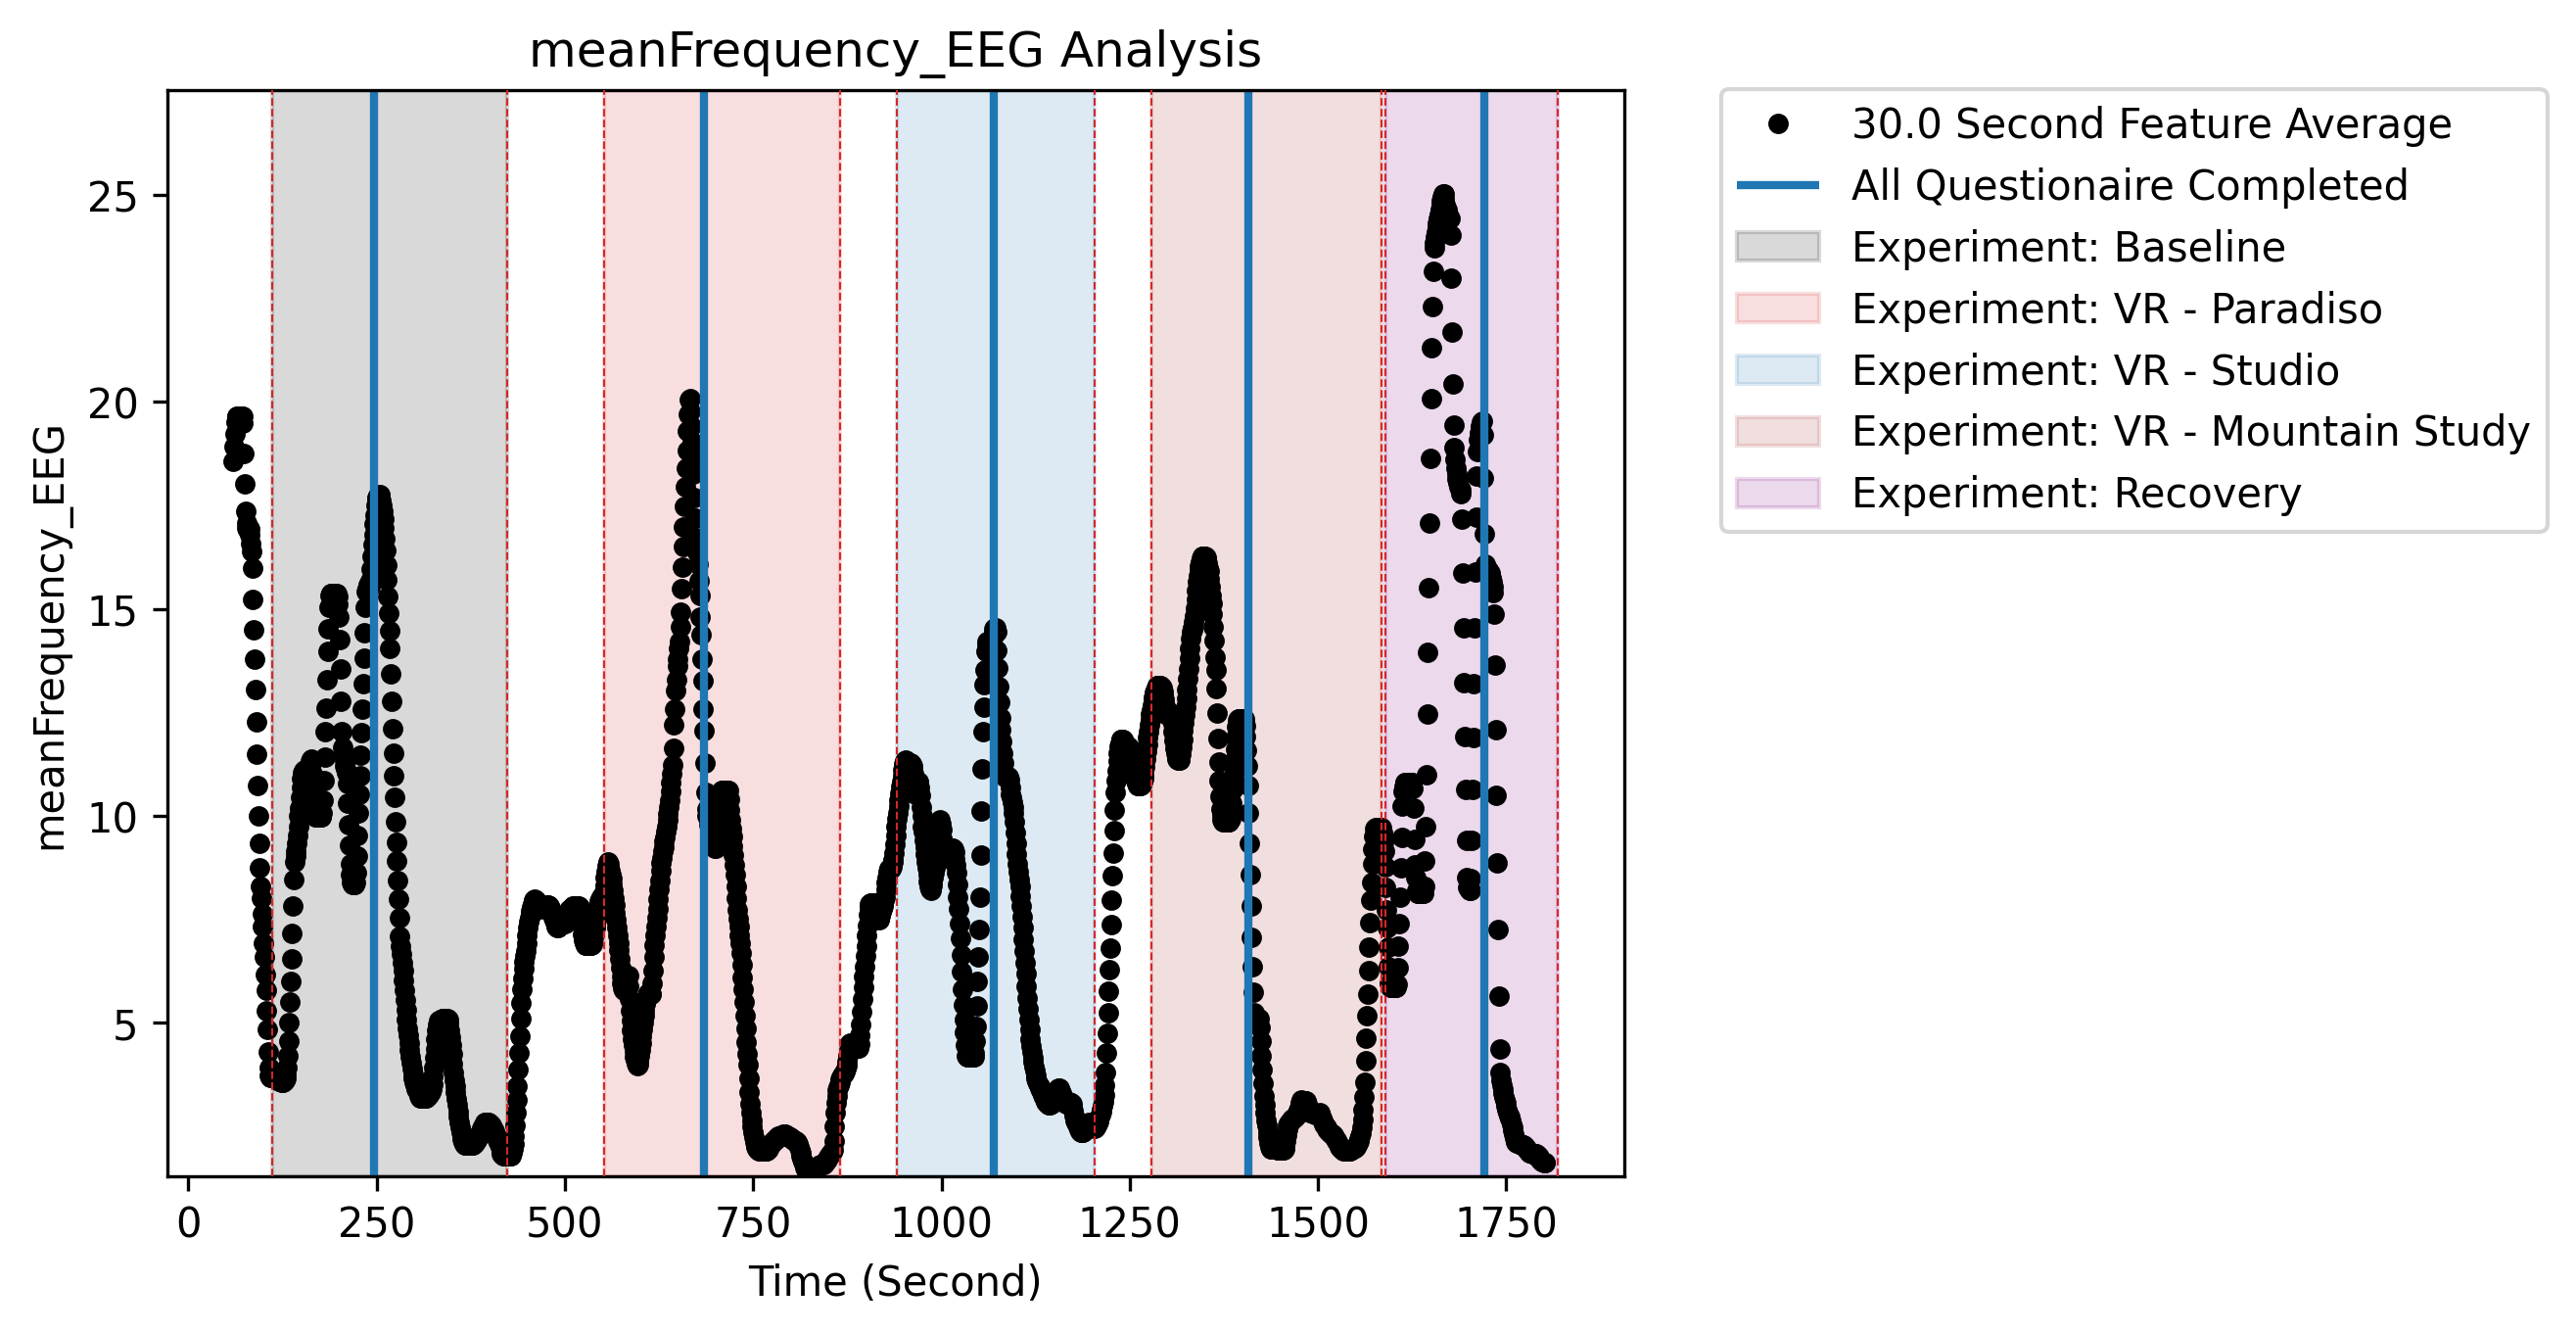 meanFrequency_EEG Analysis
meanFrequency_EEG
25
20
15
10
5
0
250
500
750
1000
1250
1500
1750
Time (Second)
30.0 Second Feature Average
All Questionaire Completed
Experiment: Baseline
Experiment: VR - Paradiso
Experiment: VR - Studio
Experiment: VR - Mountain Study
Experiment: Recovery